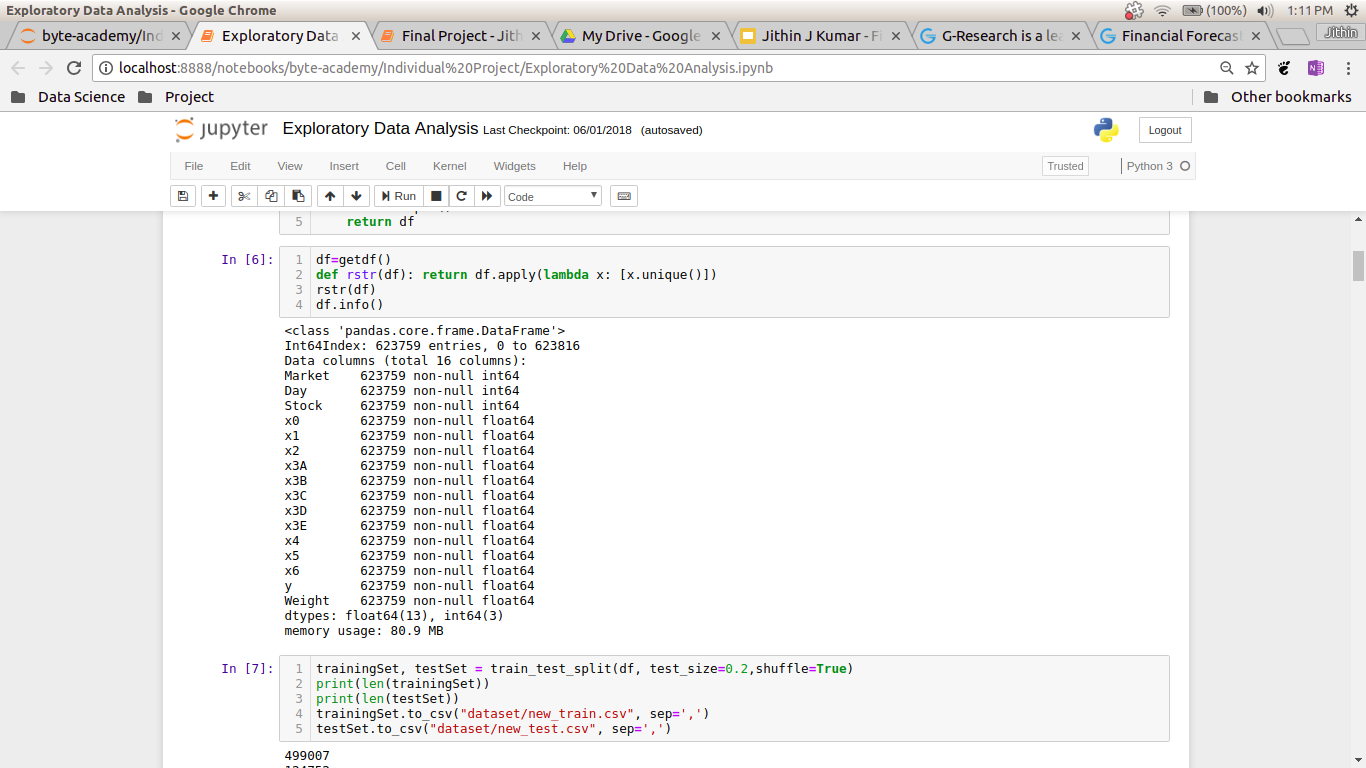 Exploratory Data Analysis - Google Chrome
(100%)
1:11 PM
byte-academy/Ind
Exploratory Data
Final Project - Jith
My Drive - Google
Jithin J Kumar - Fi
G-Research is a lea
Financial Forecast
Jithin
localhost:8888/notebooks/byte-academy/Individual%20Project/Exploratory%20Data%20Analysis.ipynb
Data Science
Project
Other bookmarks
jupyter
Exploratory Data Analysis Last Checkpoint: 06/01/2018 (autosaved)
Logout
File Edit View Insert Cell Kernel Widgets Help
Trusted
Python 3
Run
Code
5 return df
In [6]:
1 df=getdf()
2 def rstr(df): return df.apply(lambda x: [x.unique()])
3 rstr(df)
4 df.info()
<class 'pandas.core.frame.DataFrame'>
Int64Index: 623759 entries, 0 to 623816
Data columns (total 16 columns):
Market 623759 non-null int64
Day 623759 non-null int64
Stock 623759 non-null int64
x0 623759 non-null float64
x1 623759 non-null float64
x2 623759 non-null float64
x3A 623759 non-null float64
x3B 623759 non-null float64
x3C 623759 non-null float64
x3D 623759 non-null float64
x3E 623759 non-null float64
x4 623759 non-null float64
x5 623759 non-null float64
x6 623759 non-null float64
y 623759 non-null float64
Weight 623759 non-null float64
dtypes: float64(13), int64(3)
memory usage: 80.9 MB
In [7]:
1 trainingSet, testSet = train_test_split(df, test_size=0.2,shuffle=True)
2 print(len(trainingSet))
3 print(len(testSet))
4 trainingSet.to_csv("dataset/new_train.csv", sep=',')
5 testSet.to_csv("dataset/new_test.csv", sep=',')
499007